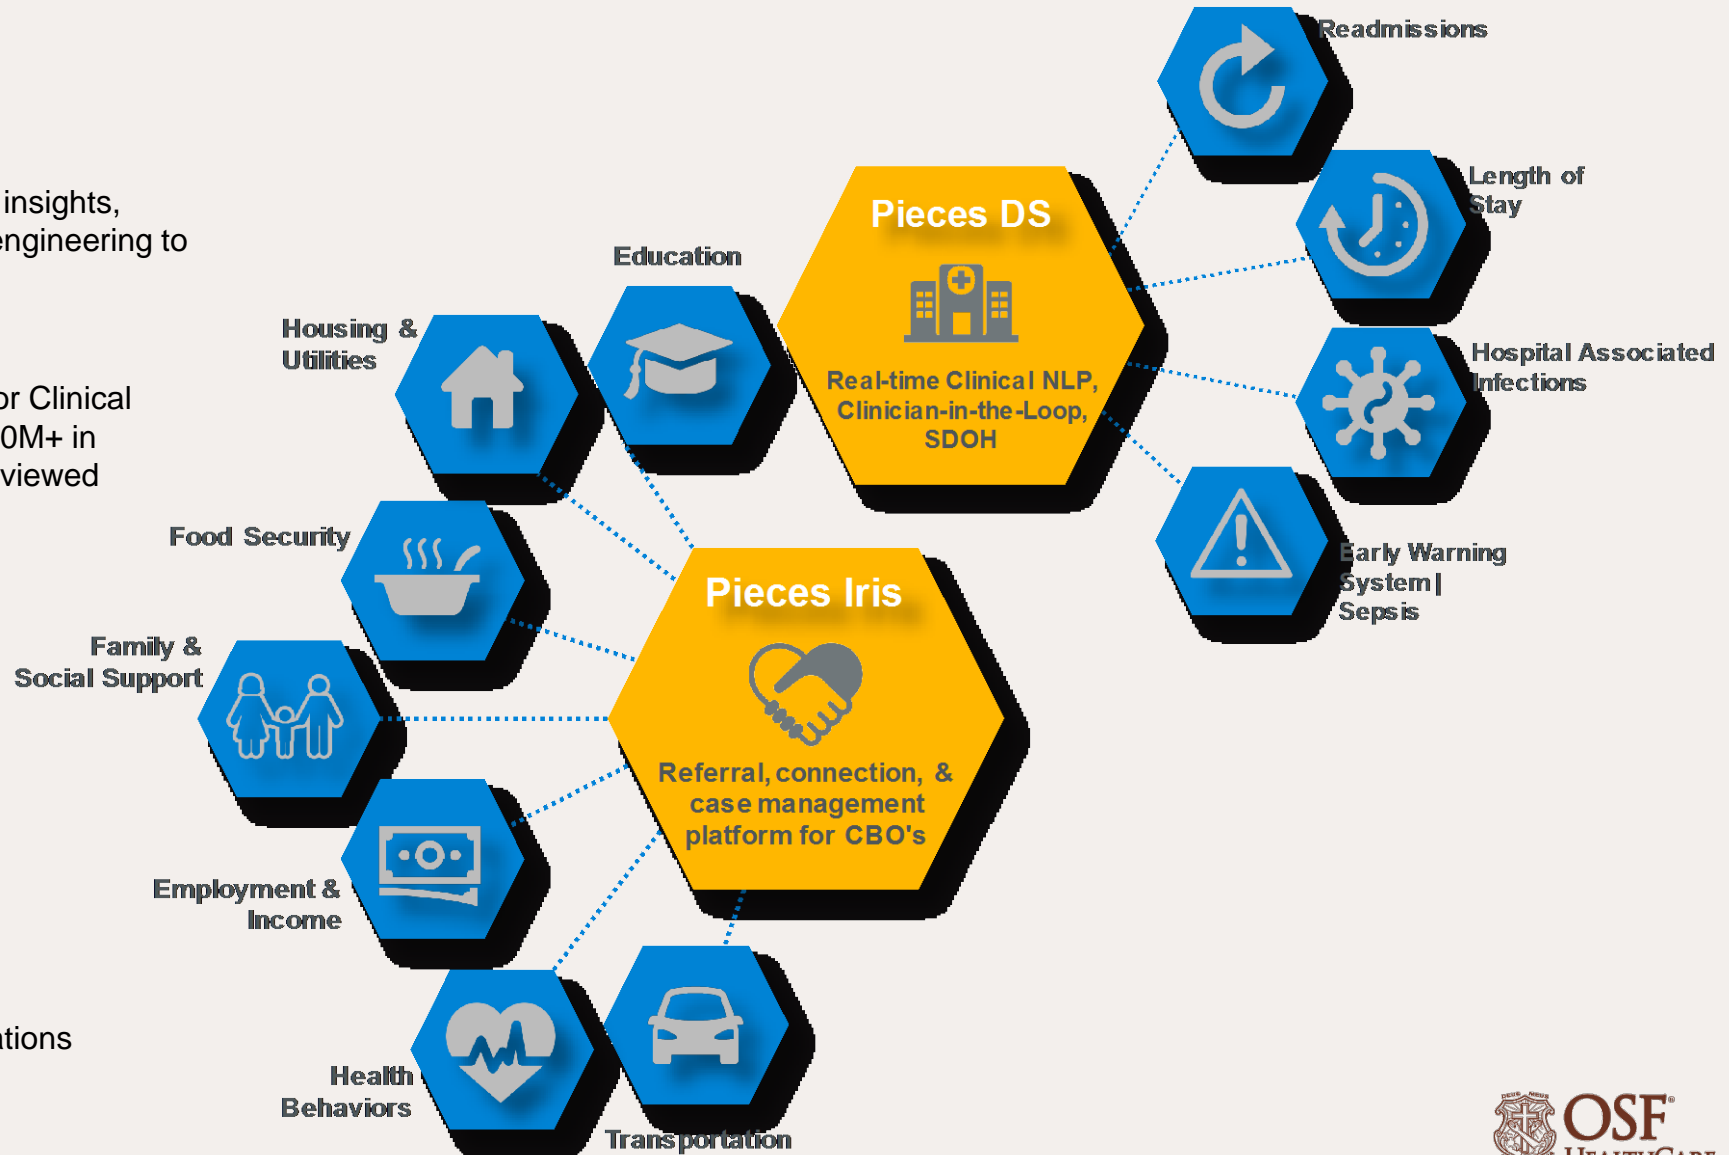 insights,
engineering to
or Clinical
0M+ in
viewed
ations
Readmissions
Length of
Stay
Pieces DS
Real-time Clinical NLP,
Clinician-in-the-Loop,
SDOH
Hospital Associated
Infections
Early Warning
System|
Sepsis
Education
Housing &
Utilities
Food Security
Family &
Social Support
Pieces Iris
Referral, connection, &
case management
platform for CBO's
Employment &
Income
Health
Behaviors
Transportation
OSF
HEALTHCARE